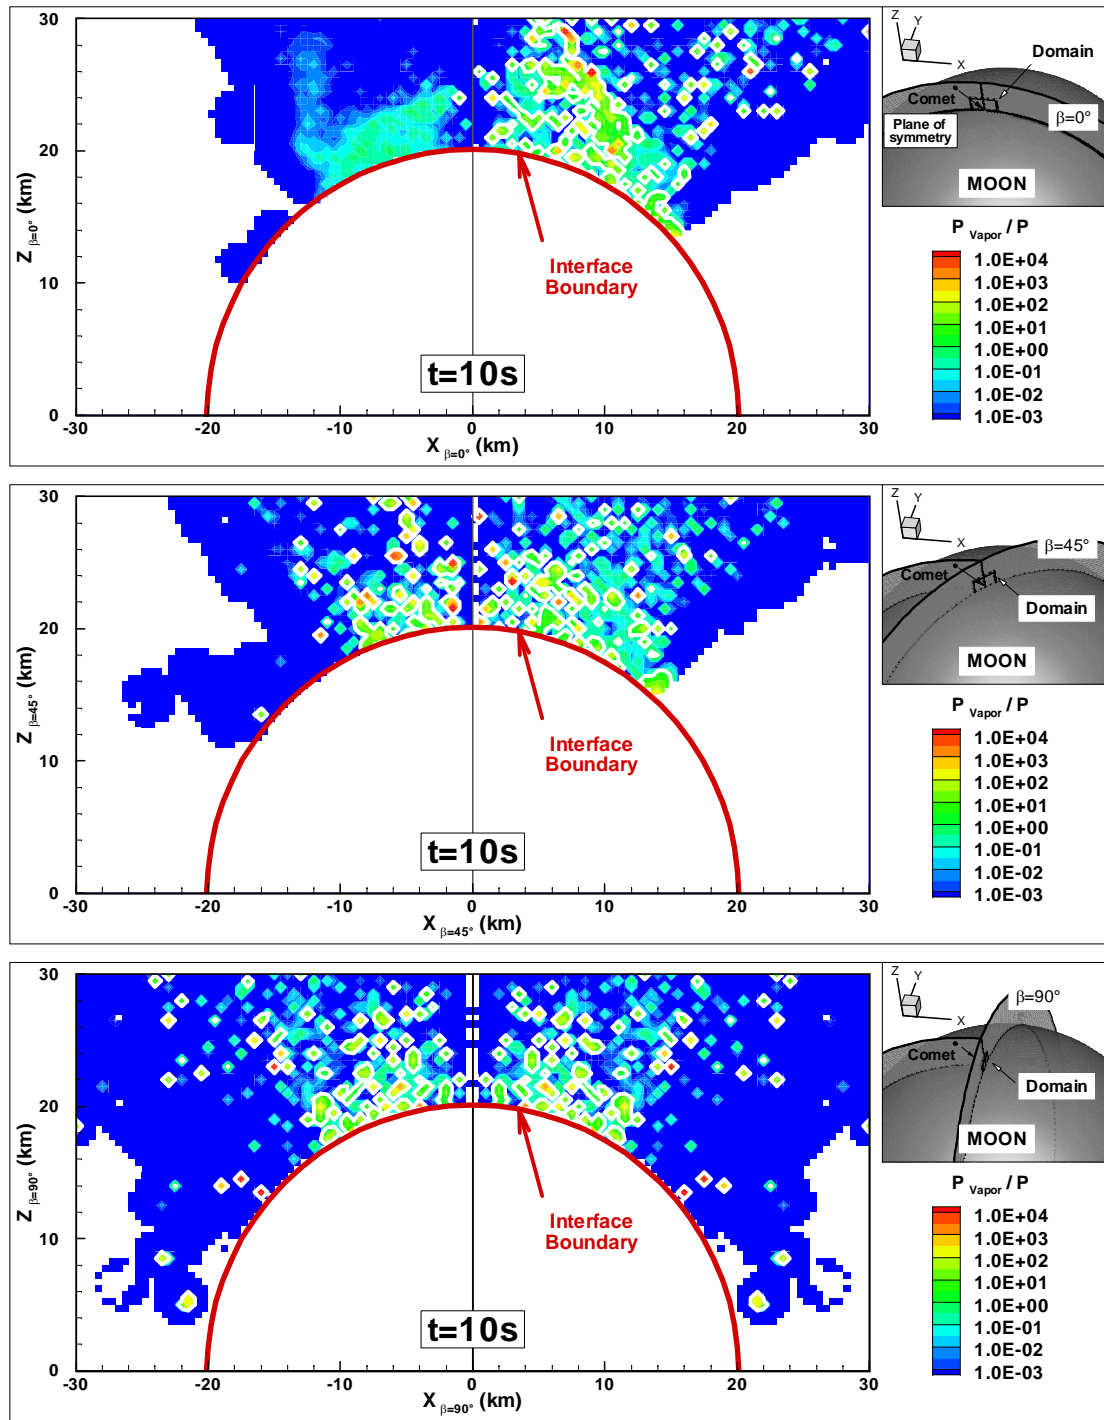 30
20
10
0
-30
-20
-10
0
10
20
30
Z β=0° (km)
X β=0° (km)
Interface
Boundary
t=10s
Z
Y
X
Domain
Comet
β=0°
Plane of
symmetry
MOON
P Vapor / P
1.0E+04
1.0E+03
1.0E+02
1.0E+01
1.0E+00
1.0E-01
1.0E-02
1.0E-03
30
20
10
0
-30
-20
-10
0
10
20
30
Z β=45° (km)
X β=45° (km)
Interface
Boundary
t=10s
Z
Y
X
β=45°
Comet
Domain
MOON
P Vapor / P
1.0E+04
1.0E+03
1.0E+02
1.0E+01
1.0E+00
1.0E-01
1.0E-02
1.0E-03
30
20
10
0
-30
-20
-10
0
10
20
30
Z β=90° (km)
X β=90° (km)
Interface
Boundary
t=10s
Z
Y
X
β=90°
Comet
Domain
MOON
P Vapor / P
1.0E+04
1.0E+03
1.0E+02
1.0E+01
1.0E+00
1.0E-01
1.0E-02
1.0E-03